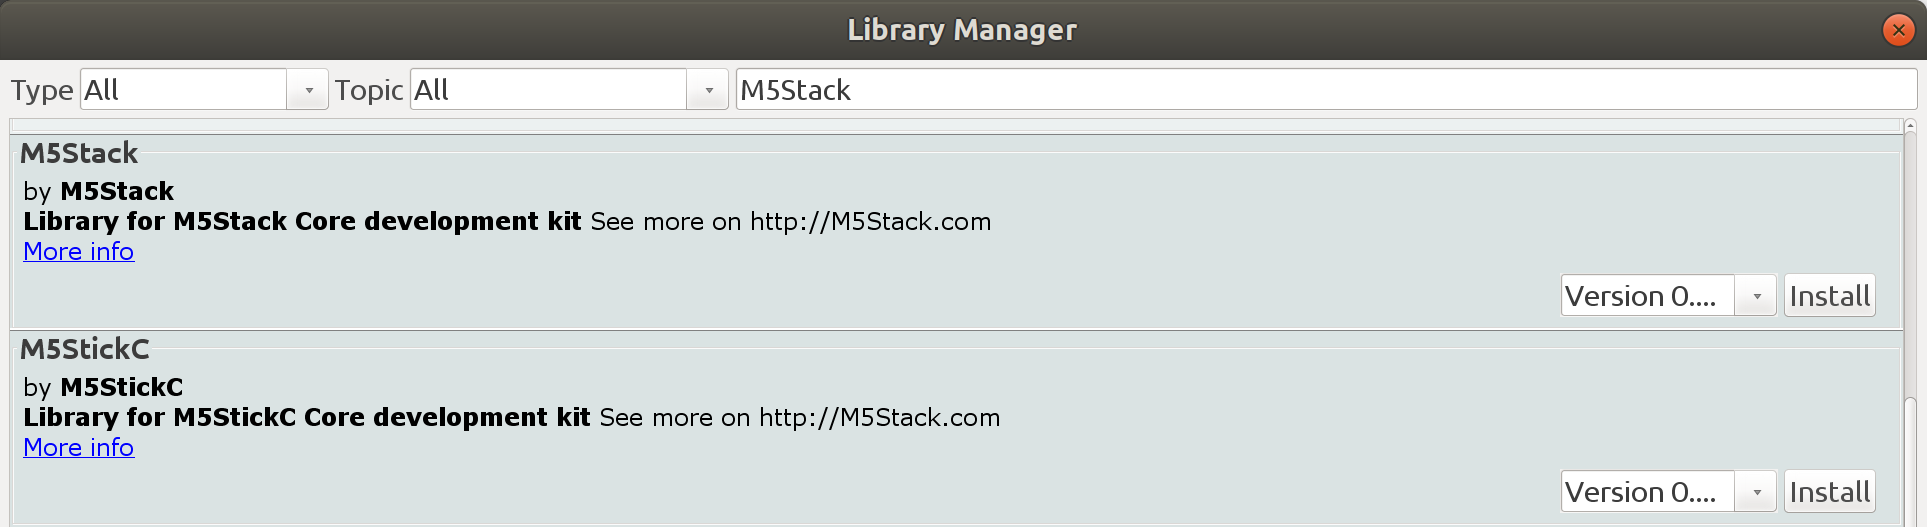 Library Manager
Type All Topic All M5Stack
M5Stack
by M5Stack
Library for M5Stack Core development kit See more on http://M5Stack.com
More info
Version 0.... Install
M5StickC
by M5StickC
Library for M5StickC Core development kit See more on http://M5Stack.com
More info
Version 0.... Install